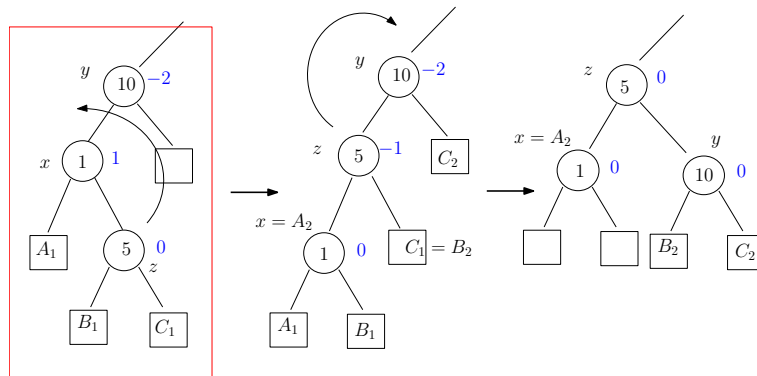 y
10
-2
x
1
1
A₁
5
0
z
B₁
C₁
y
10
-2
z
5
-1
C₂
x = A₂
1
0
C₁ = B₂
A₁
B₁
z
5
0
x = A₂
1
0
y
10
0
B₂
C₂